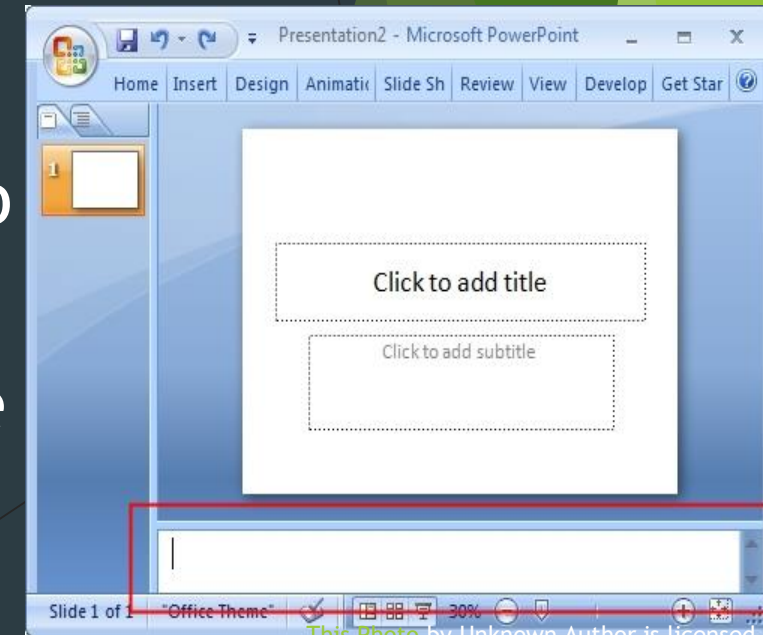 Presentation2 - Microsoft PowerPoint
Home Insert Design Animatic Slide Sh Review View Develop Get Star
1
o
Click to add title
Click to add subtitle
e
Slide 1 of 1 "Office Theme" 30%
This Photo by Unknown Author is licensed